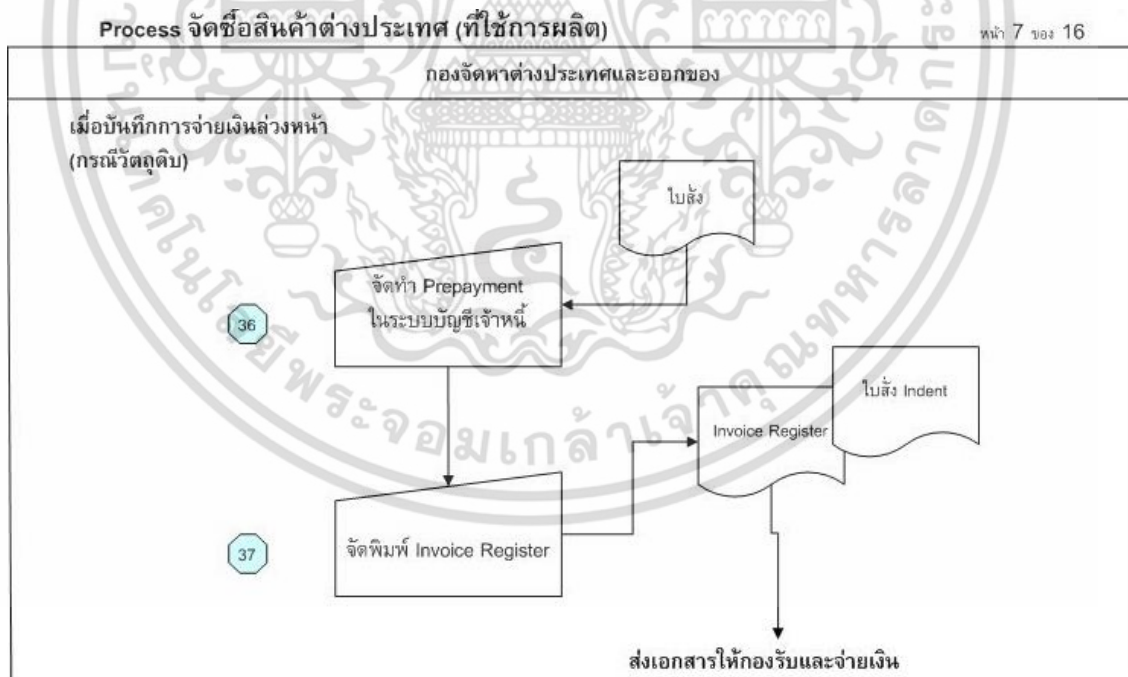 Process จัดซื้อสินค้าต่างประเทศ (ที่ใช้การผลิต)
หน้า 7 ของ 16
กองจัดหาต่างประเทศและออกของ
เมื่อบันทึกการจ่ายเงินล่วงหน้า
(กรณีวัตถุดิบ)
ใบสั่ง
จัดทำ Prepayment
ในระบบบัญชีเจ้าหนี้
36
ใบสั่ง Indent
Invoice Register
จัดพิมพ์ Invoice Register
37
ส่งเอกสารให้กองรับและจ่ายเงิน